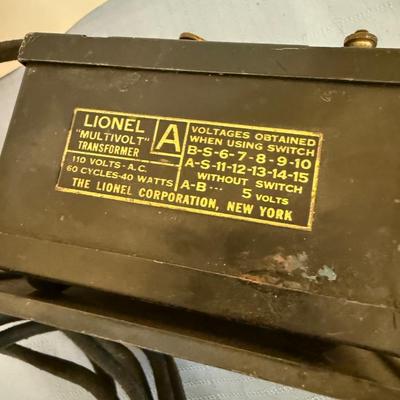 LIONEL
"MULTIVOLT"
TRANSFORMER
A
110 VOLTS - A.C.
60 CYCLES-40 WATTS
VOLTAGES OBTAINED
WHEN USING SWITCH
B-S-6-7-8-9-10
A-S-11-12-13-14-15
WITHOUT SWITCH
A-B--- 5 VOLTS
THE LIONEL CORPORATION, NEW YORK